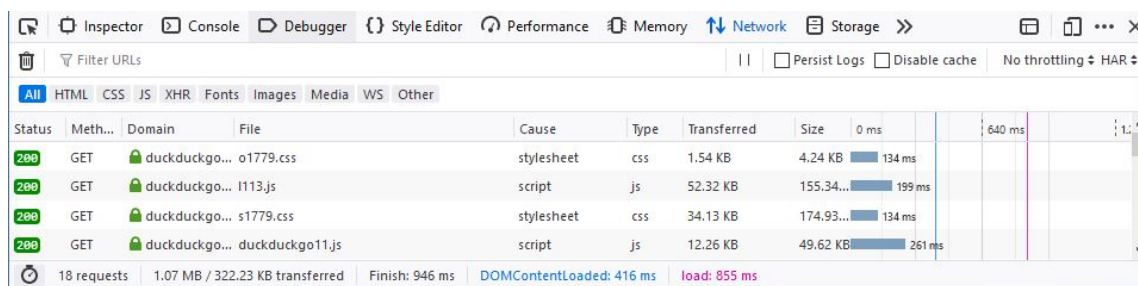 Inspector Console Debugger {} Style Editor Performance Memory Network Storage
Filter URLs Persist Logs Disable cache No throttling HAR
All HTML CSS JS XHR Fonts Images Media WS Other
Status Meth... Domain File Cause Type Transferred Size 0 ms 640 ms
200 GET duckduckgo... o1779.css stylesheet css 1.54 KB 4.24 KB 134 ms
200 GET duckduckgo... l113.js script js 52.32 KB 155.34... 199 ms
200 GET duckduckgo... s1779.css stylesheet css 34.13 KB 174.93... 134 ms
200 GET duckduckgo... duckduckgo11.js script js 12.26 KB 49.62 KB 261 ms
18 requests 1.07 MB / 322.23 KB transferred Finish: 946 ms DOMContentLoaded: 416 ms load: 855 ms